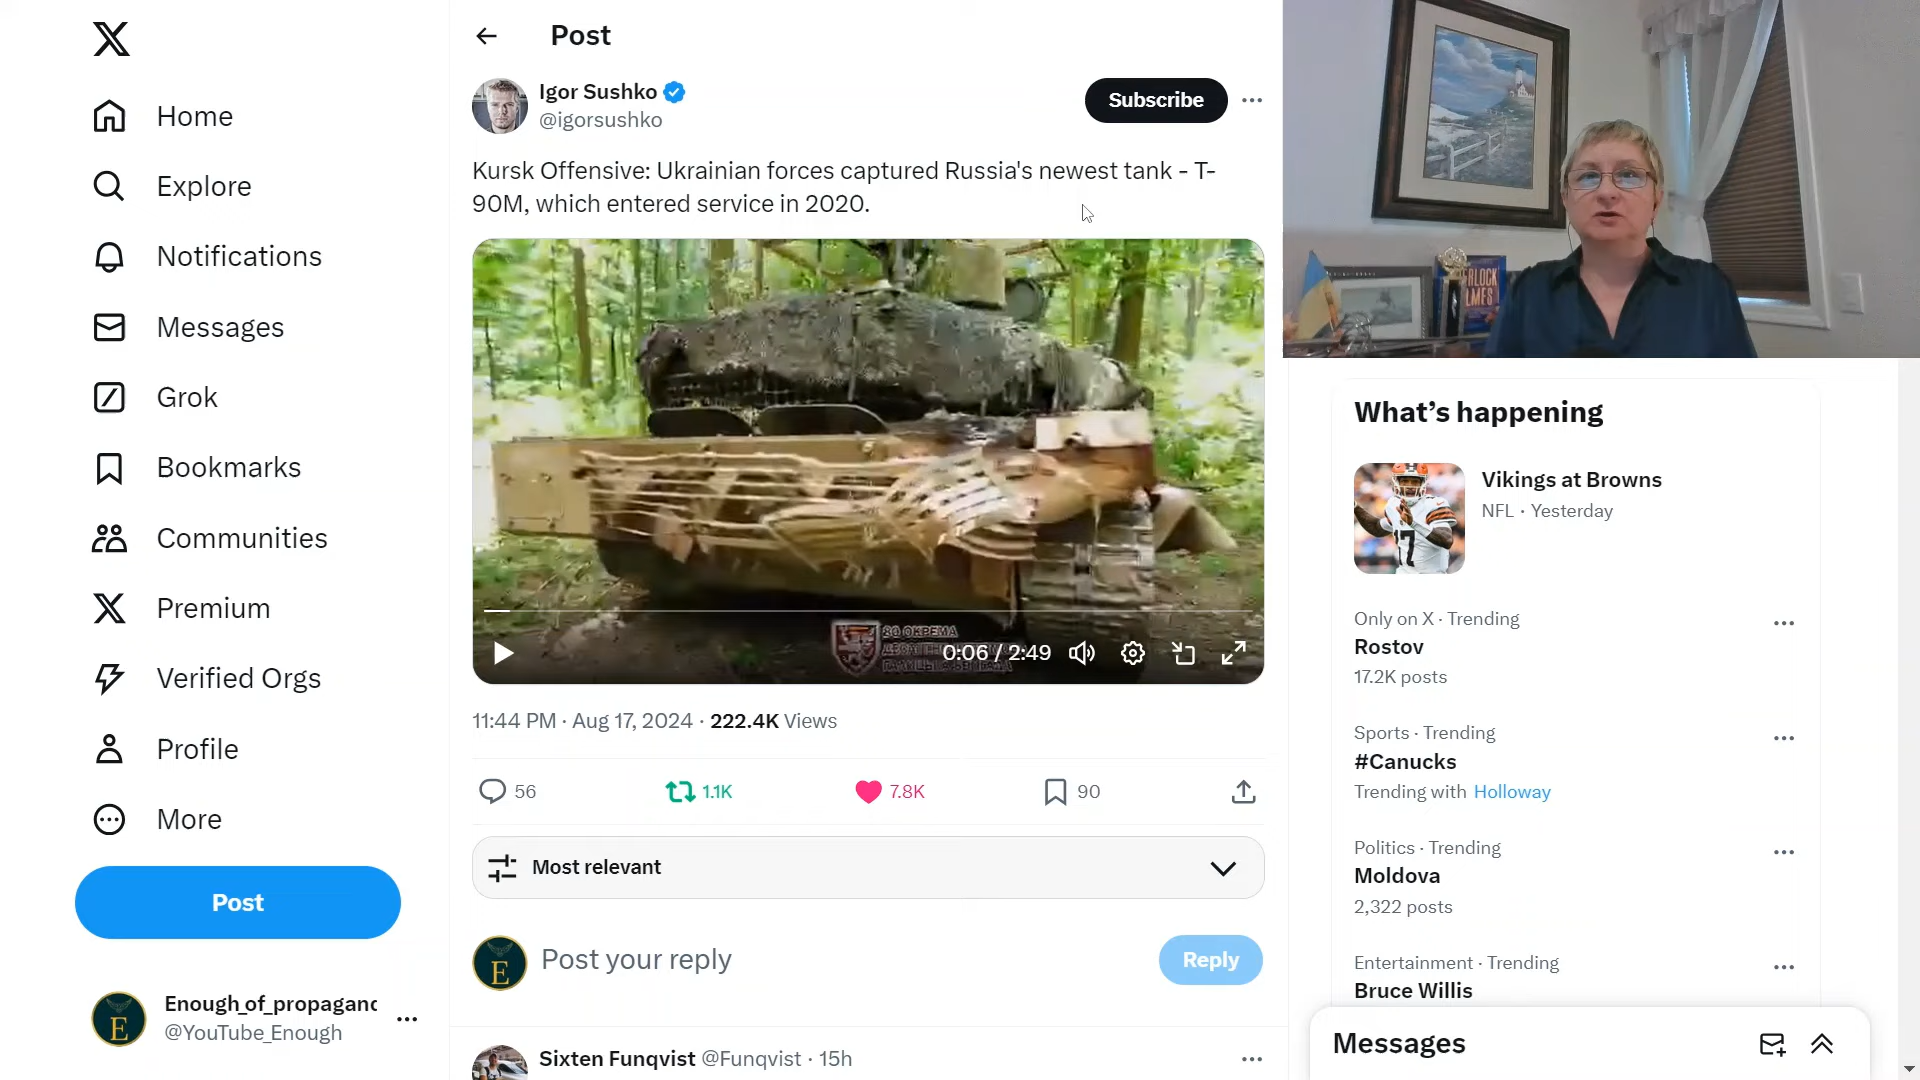 Home
Explore
Notifications
Messages
Grok
Bookmarks
Communities
Premium
Verified Orgs
Profile
More
Post
Enough_of_propagand
@YouTube_Enough
Post
Igor Sushko
@igorsushko
Subscribe
Kursk Offensive: Ukrainian forces captured Russia's newest tank - T-
90M, which entered service in 2020.
80 ОКРЕМА
0:06 / 2:49
11:44 PM · Aug 17, 2024 · 222.4K Views
56
1.1K
7.8K
90
Most relevant
Post your reply
Reply
Sixten Funqvist @Funqvist · 15h
What's happening
Vikings at Browns
NFL · Yesterday
17
Only on X · Trending
Rostov
17.2K posts
Sports · Trending
#Canucks
Trending with Holloway
Politics · Trending
Moldova
2,322 posts
Entertainment · Trending
Bruce Willis
Messages